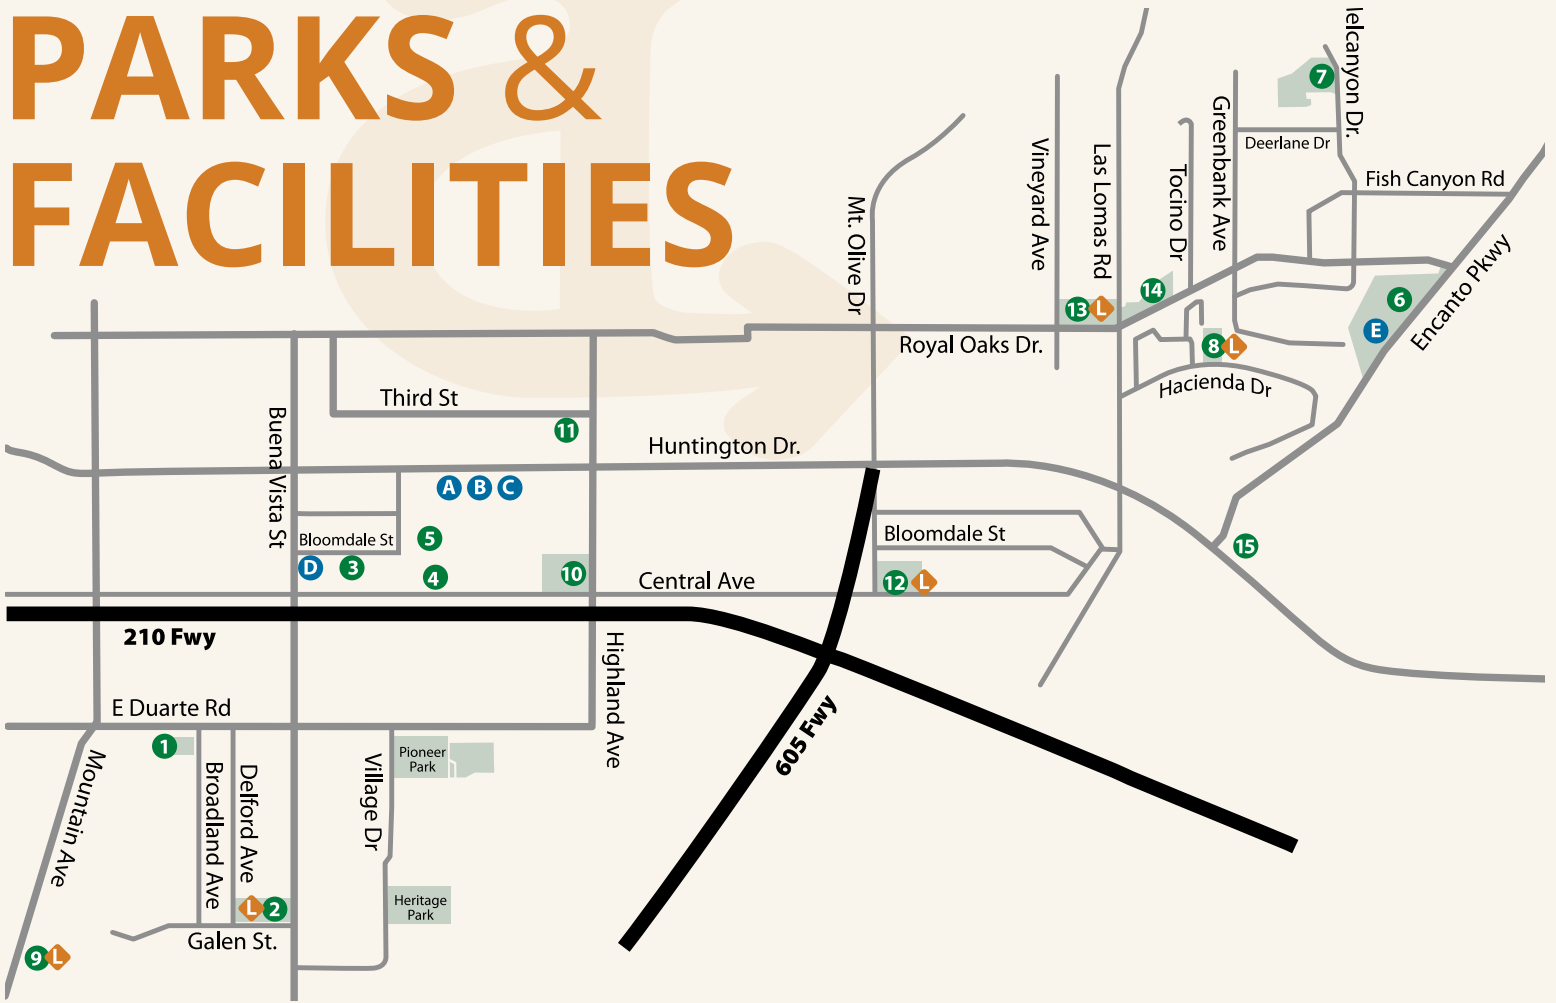 PARKS &
FACILITIES
elcanyon Dr.
7
Greenbank Ave
Deerlane Dr
Vineyard Ave
Las Lomas Rd
Tocino Dr
Fish Canyon Rd
Mt. Olive Dr
Encanto Pkwy
14
13 L
6
E
Royal Oaks Dr.
8 L
Hacienda Dr
Third St
11
Buena Vista St
Huntington Dr.
A B C
Bloomdale St
5
D 3
4
10
Central Ave
Bloomdale St
12 L
15
210 Fwy
Highland Ave
E Duarte Rd
1
Mountain Ave
Broadland Ave
Delford Ave
Village Dr
Pioneer
Park
605 Fwy
L 2
Heritage
Park
Galen St.
9 L